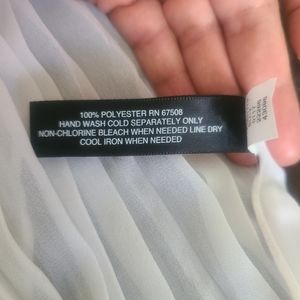 100% POLYESTER RN 67508
HAND WASH COLD SEPARATELY ONLY
NON-CHLORINE BLEACH WHEN NEEDED LINE DRY
COOL IRON WHEN NEEDED